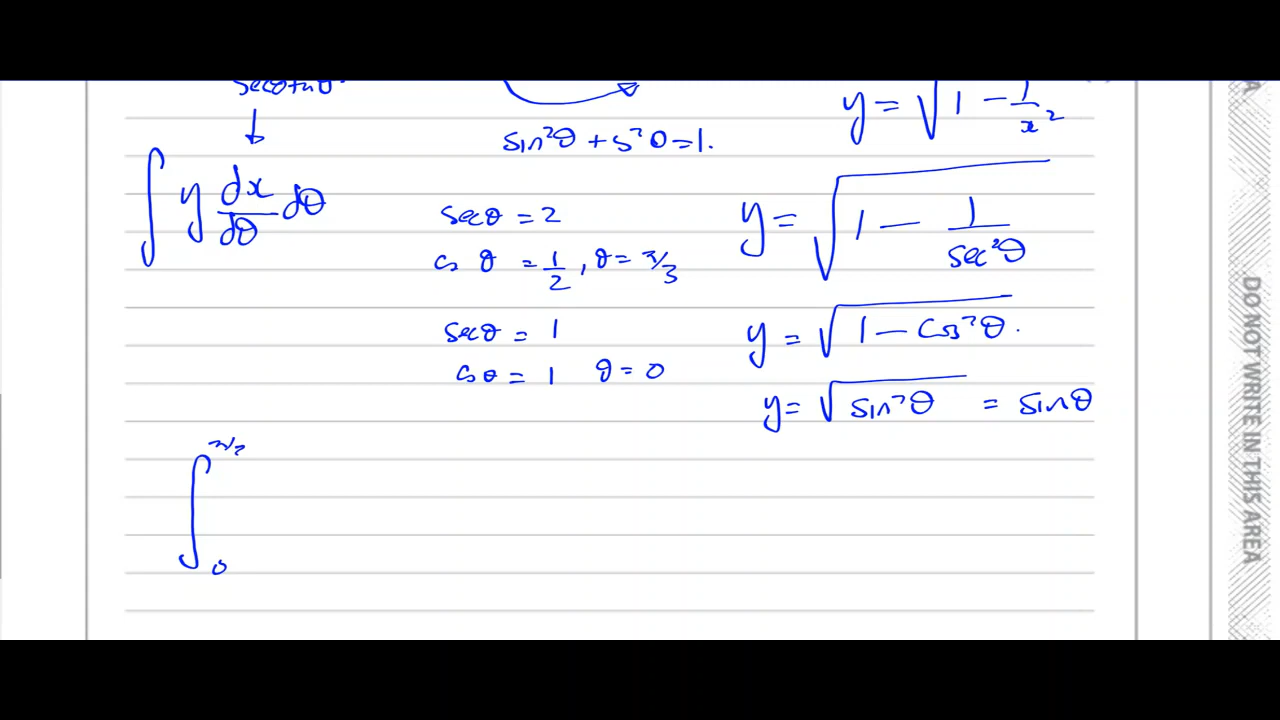 secθtanθ
↓
∫ y dx/dθ dθ
sin²θ + cos²θ = 1.
secθ = 2
cos θ = 1/2, θ = π/3
secθ = 1
cosθ = 1 θ = 0
y = √1 − 1/x²
y = √1 − 1/sec²θ
y = √1 − cos²θ.
y = √sin²θ = sinθ
∫₀^π/3
DO NOT WRITE IN THIS AREA